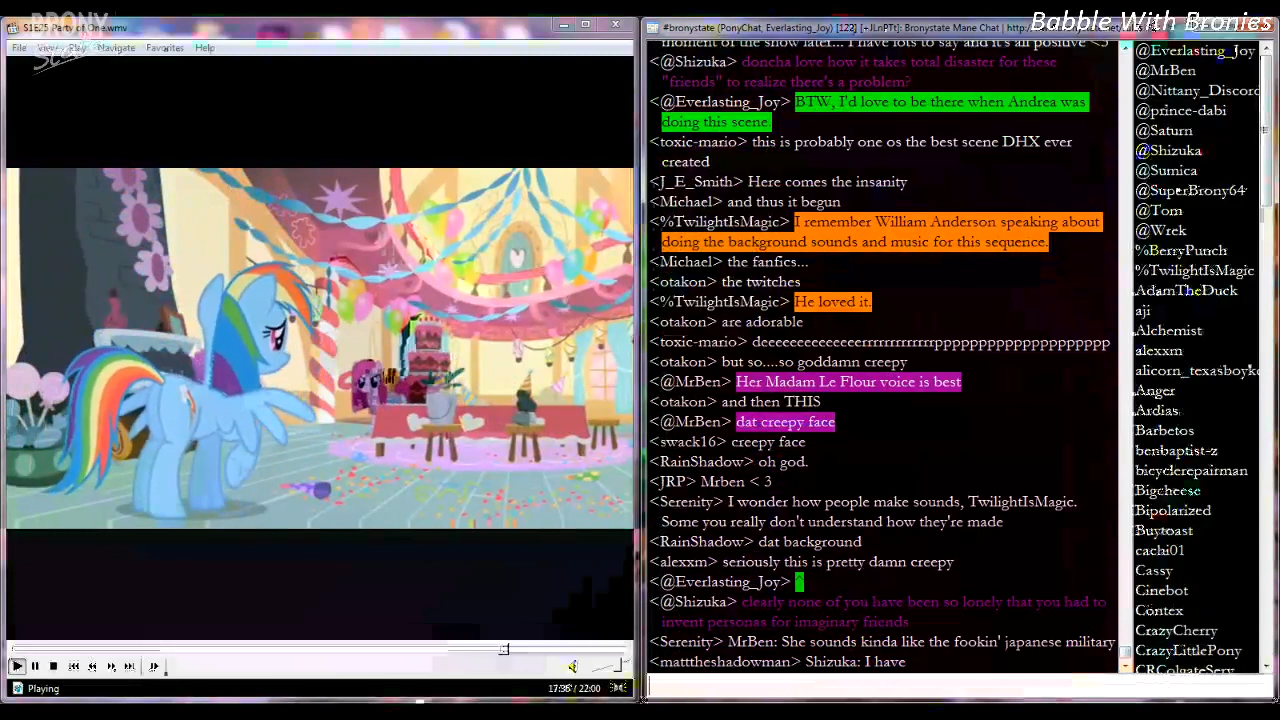 S1E25 Party of One.wmv
File View Play Navigate Favorites Help
Playing
17:36 / 22:00
#bronystate (PonyChat, Everlasting_Joy) [122] [+JLnPTt]: Bronystate Mane Chat | http://
Babble With Bronies
moment of the show later... I have lots to say and it's all positive <3
<@Shizuka> doncha love how it takes total disaster for these
"friends" to realize there's a problem?
<@Everlasting_Joy> BTW, I'd love to be there when Andrea was
doing this scene.
<toxic-mario> this is probably one os the best scene DHX ever
created
<J_E_Smith> Here comes the insanity
<Michael> and thus it begun
<%TwilightIsMagic> I remember William Anderson speaking about
doing the background sounds and music for this sequence.
<Michael> the fanfics...
<otakon> the twitches
<%TwilightIsMagic> He loved it.
<otakon> are adorable
<toxic-mario> deeeeeeeeeeeeerrrrrrrrrrrrrpppppppppppppppppppp
<otakon> but so....so goddamn creepy
<@MrBen> Her Madam Le Flour voice is best
<otakon> and then THIS
<@MrBen> dat creepy face
<swack16> creepy face
<RainShadow> oh god.
<JRP> Mrben < 3
<Serenity> I wonder how people make sounds, TwilightIsMagic.
Some you really don't understand how they're made
<RainShadow> dat background
<alexxm> seriously this is pretty damn creepy
<@Everlasting_Joy> ^
<@Shizuka> clearly none of you have been so lonely that you had to
invent personas for imaginary friends
<Serenity> MrBen: She sounds kinda like the fookin' japanese military
<matttheshadowman> Shizuka: I have
@Everlasting_Joy
@MrBen
@Nittany_Discord
@prince-dabi
@Saturn
@Shizuka
@Sumica
@SuperBrony64
@Tom
@Wrek
%BerryPunch
%TwilightIsMagic
AdamTheDuck
aji
Alchemist
alexxm
alicorn_texasboyko
Anger
Ardias
Barbetos
benbaptist-z
bicyclerepairman
Bigcheese
Bipolarized
Buytoast
cachi01
Cassy
Cinebot
Contex
CrazyCherry
CrazyLittlePony
CRColgateServ